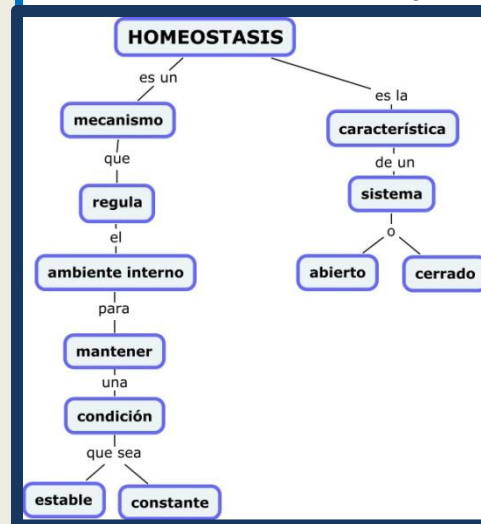 HOMEOSTASIS
es un
mecanismo
que
regula
el
ambiente interno
para
mantener
una
condición
que sea
estable
constante
es la
característica
de un
sistema
o
abierto
cerrado